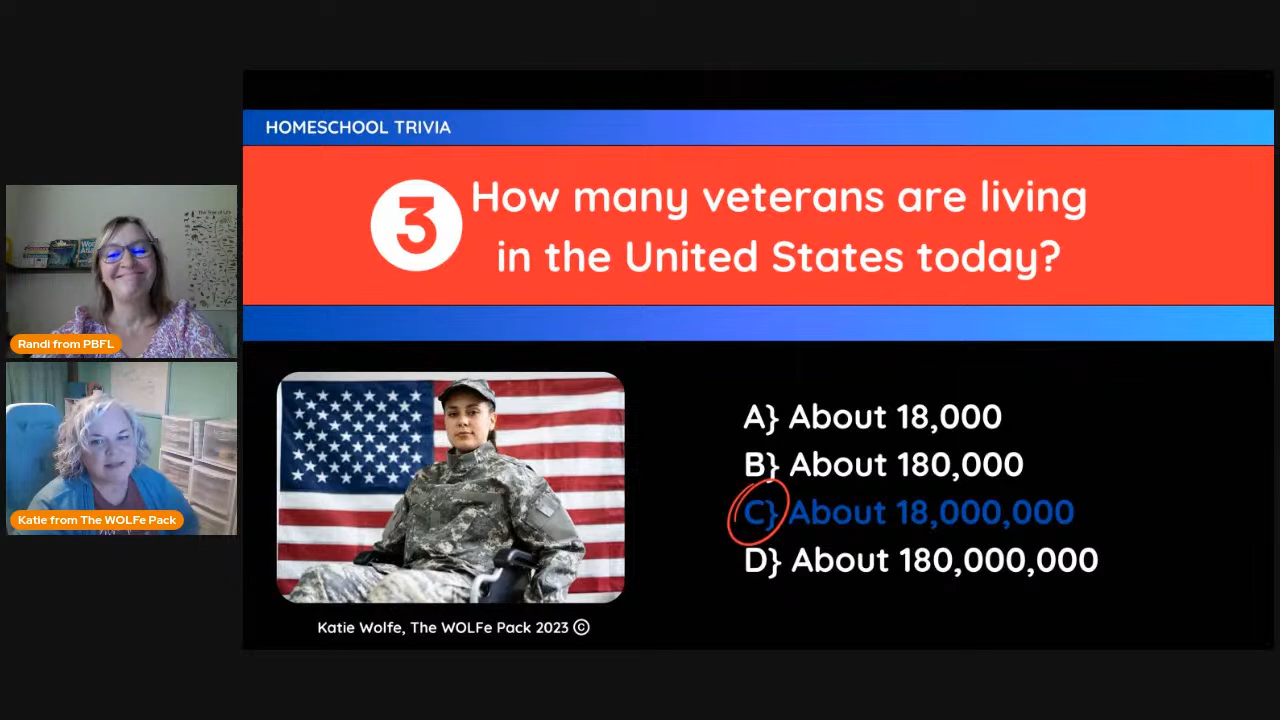 HOMESCHOOL TRIVIA
3
How many veterans are living
in the United States today?
Randi from PBFL
Katie from The WOLFe Pack
A} About 18,000
B} About 180,000
C} About 18,000,000
D} About 180,000,000
Katie Wolfe, The WOLFe Pack 2023 ©